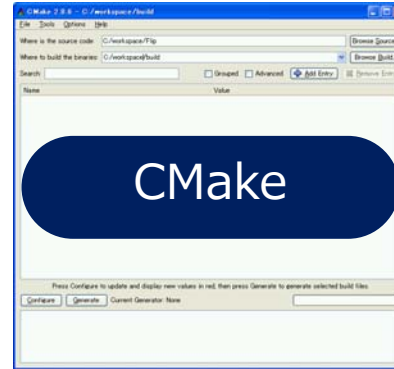 CMake 2.8.6 - C:/workspace/build
File Tools Options Help
Where is the source code: C:/workspace/Flip Browse Source
Where to build the binaries: C:/workspace/build Browse Build
Search: Grouped Advanced Add Entry Remove Entry
Name Value
CMake
Press Configure to update and display new values in red, then press Generate to generate selected build files.
Configure Generate Current Generator: None